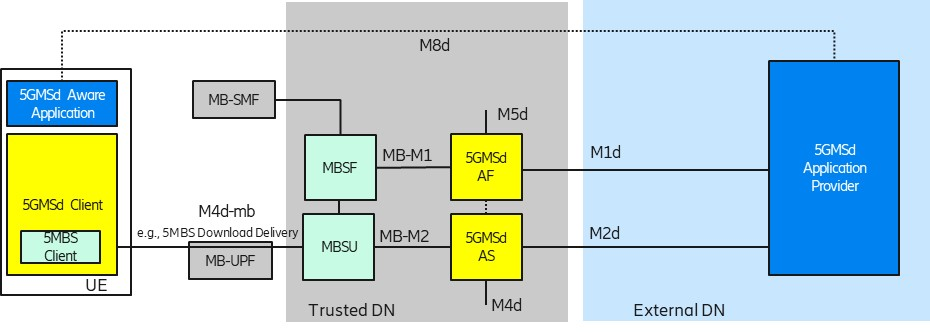 M8d
5GMSd Aware
Application
MB-SMF
M5d
5GMSd Client
MBSF
MB-M1
5GMSd
AF
M1d
5GMSd
Application
Provider
M4d-mb
e.g., 5MBS Download Delivery
5MBS
Client
MB-UPF
MBSU
MB-M2
5GMSd
AS
M2d
UE
M4d
Trusted DN
External DN